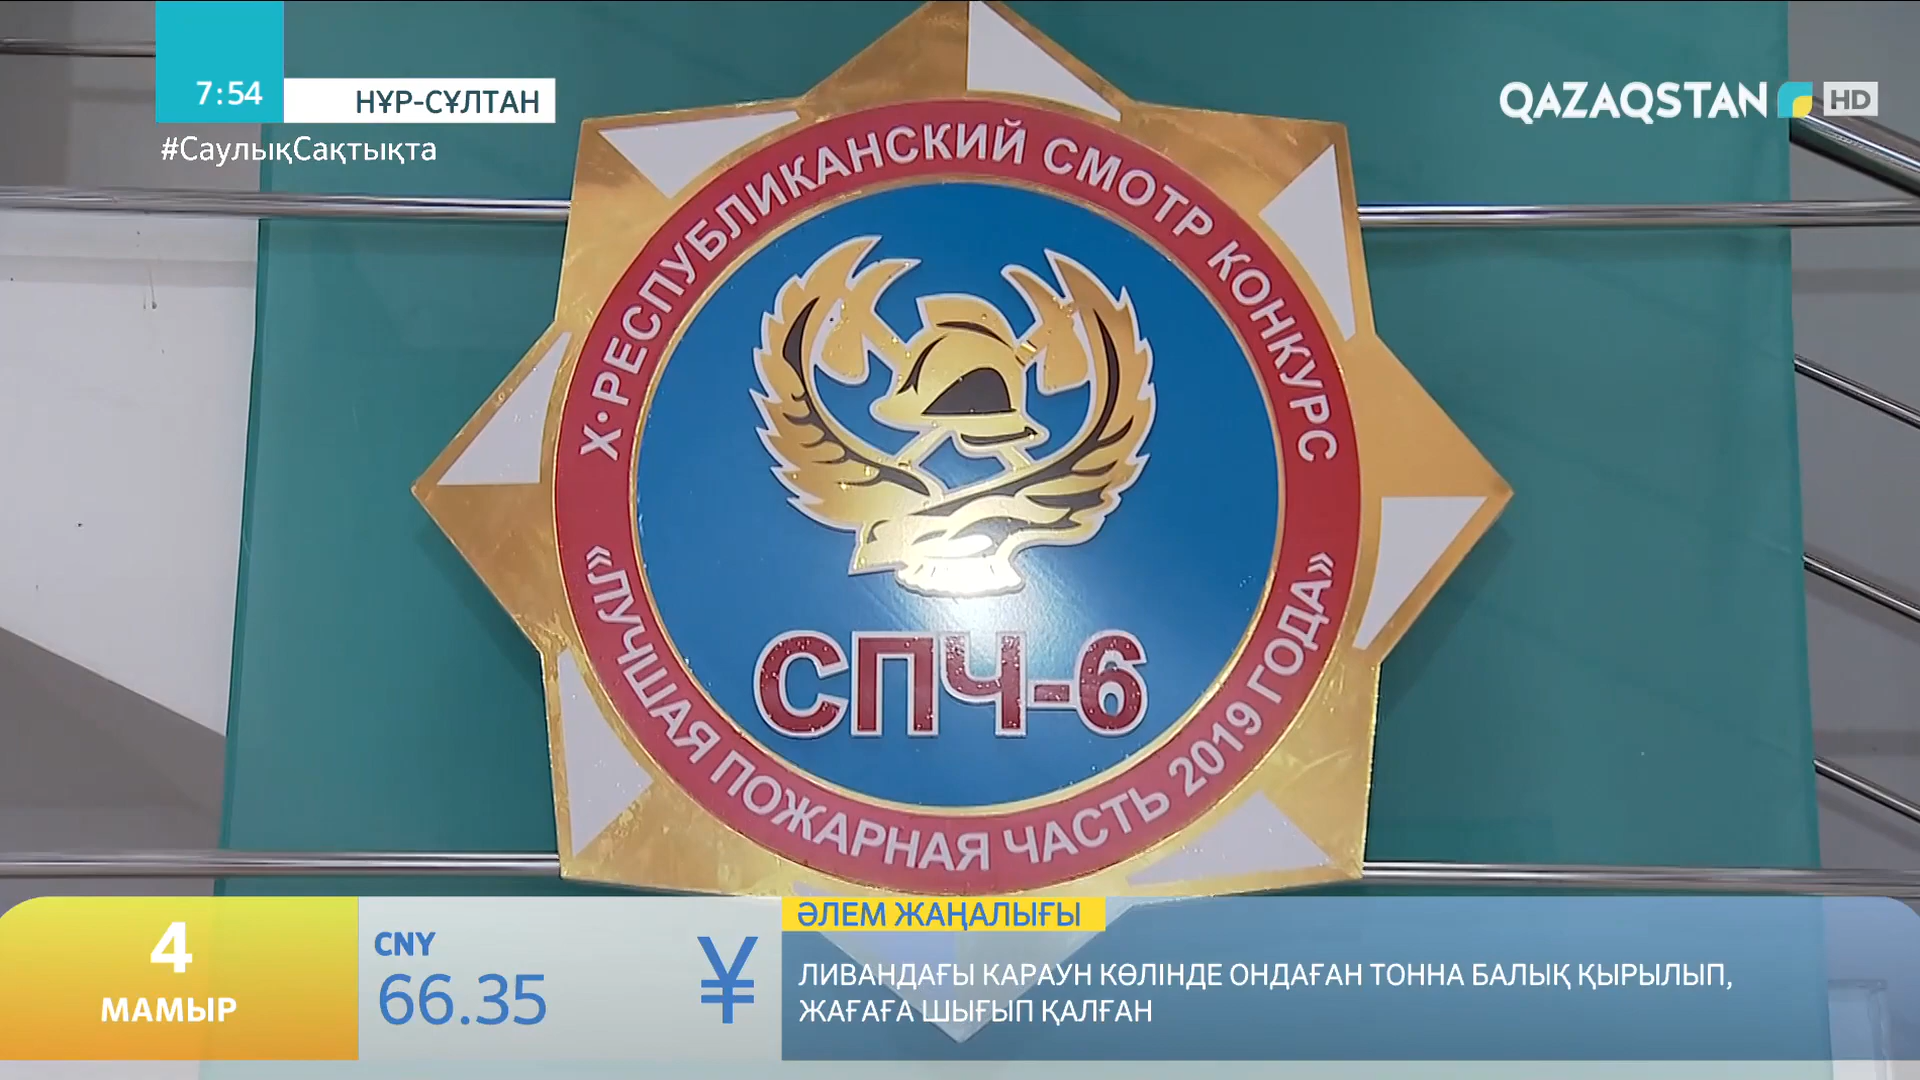 7:54
НҰР-СҰЛТАН
#СаулықСақтықта
QAZAQSTAN HD
X•РЕСПУБЛИКАНСКИЙ СМОТР КОНКУРС
СПЧ-6
«ЛУЧШАЯ ПОЖАРНАЯ ЧАСТЬ 2019 ГОДА»
4
МАМЫР
CNY
66.35 ¥
ӘЛЕМ ЖАҢАЛЫҒЫ
ЛИВАНДАҒЫ КАРАУН КӨЛІНДЕ ОНДАҒАН ТОННА БАЛЫҚ ҚЫРЫЛЫП,
ЖАҒАҒА ШЫҒЫП ҚАЛҒАН